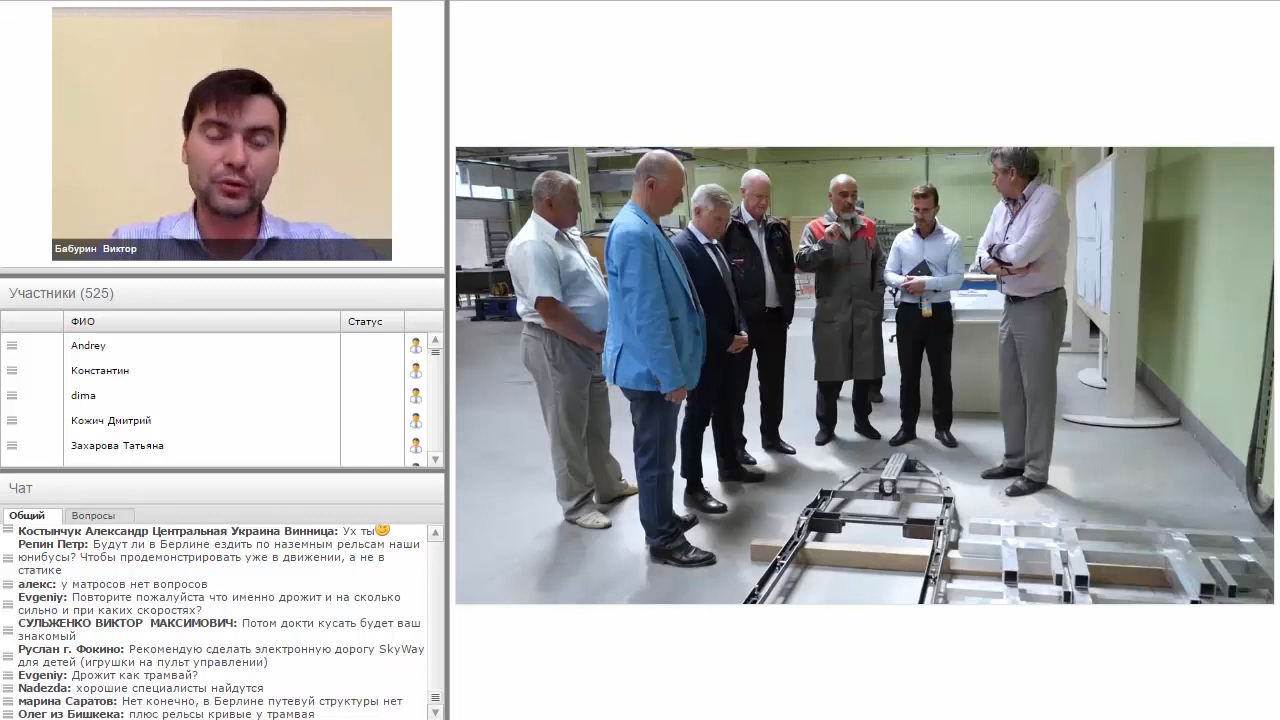 Бабурин Виктор
Участники (525)
ФИО
Статус
Andrey
Константин
dima
Кожич Дмитрий
Захарова Татьяна
Чат
Общий
Вопросы
Костынчук Александр Центральная Украина Винница: Ух ты
Репин Петр: Будут ли в Берлине ездить по наземным рельсам наши
юнибусы? Чтобы продемонстрировать уже в движении, а не в
статике
алекс: у матросов нет вопросов
Evgeniy: Повторите пожалуйста что именно дрожит и на сколько
сильно и при каких скоростях?
СУЛЬЖЕНКО ВИКТОР МАКСИМОВИЧ: Потом докти кусать будет ваш
знакомый
Руслан г. Фокино: Рекомендую сделать электронную дорогу SkyWay
для детей (игрушки на пульт управлении)
Evgeniy: Дрожит как трамвай?
Nadezda: хорошие специалисты найдутся
марина Саратов: Нет конечно, в Берлине путевуй структуры нет
Олег из Бишкека: плюс рельсы кривые у трамвая